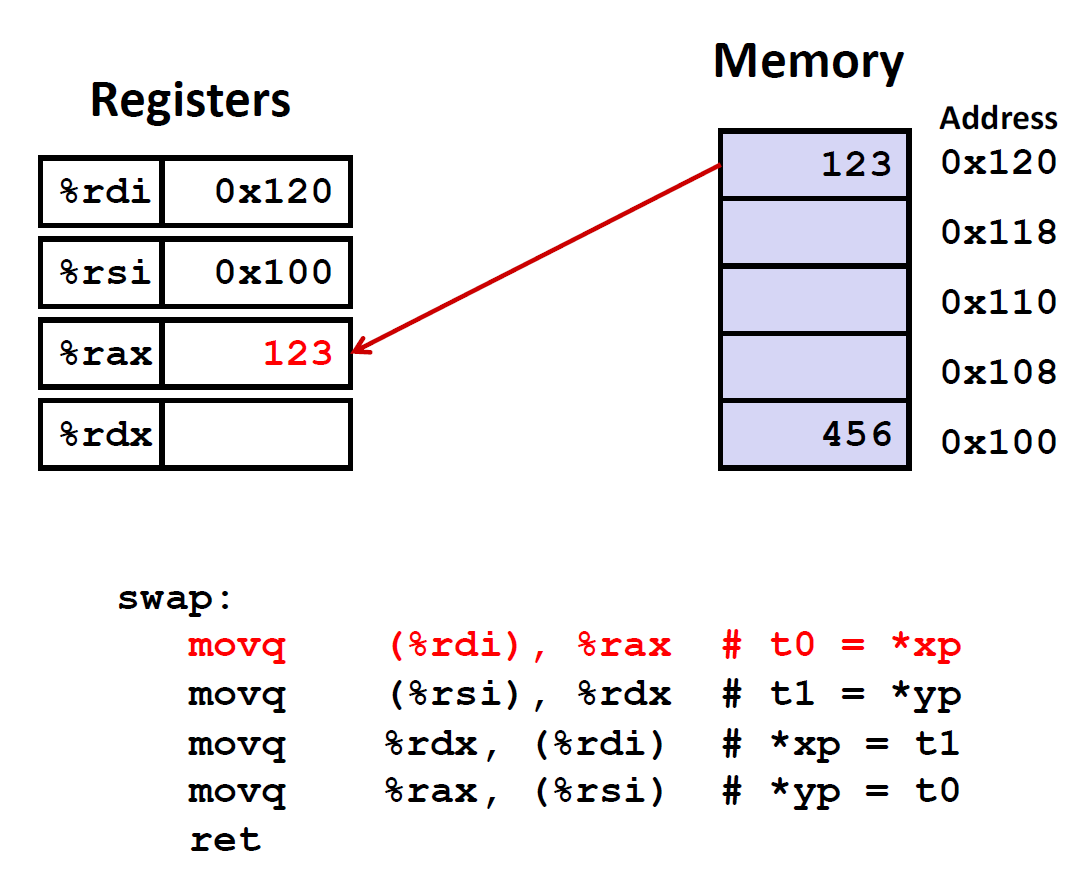 Registers
%rdi 0x120
%rsi 0x100
%rax 123
%rdx
Memory
Address
123 0x120
0x118
0x110
0x108
456 0x100
swap:
movq (%rdi), %rax # t0 = *xp
movq (%rsi), %rdx # t1 = *yp
movq %rdx, (%rdi) # *xp = t1
movq %rax, (%rsi) # *yp = t0
ret